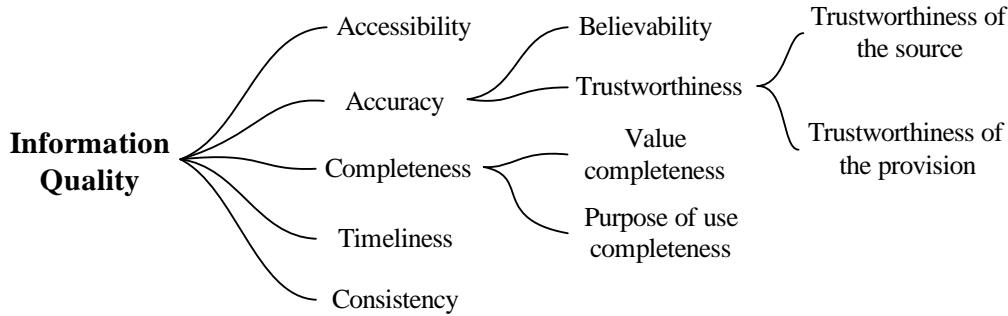 Information
Quality
Accessibility
Accuracy
Completeness
Timeliness
Consistency
Believability
Trustworthiness
Value
completeness
Purpose of use
completeness
Trustworthiness of
the source
Trustworthiness of
the provision